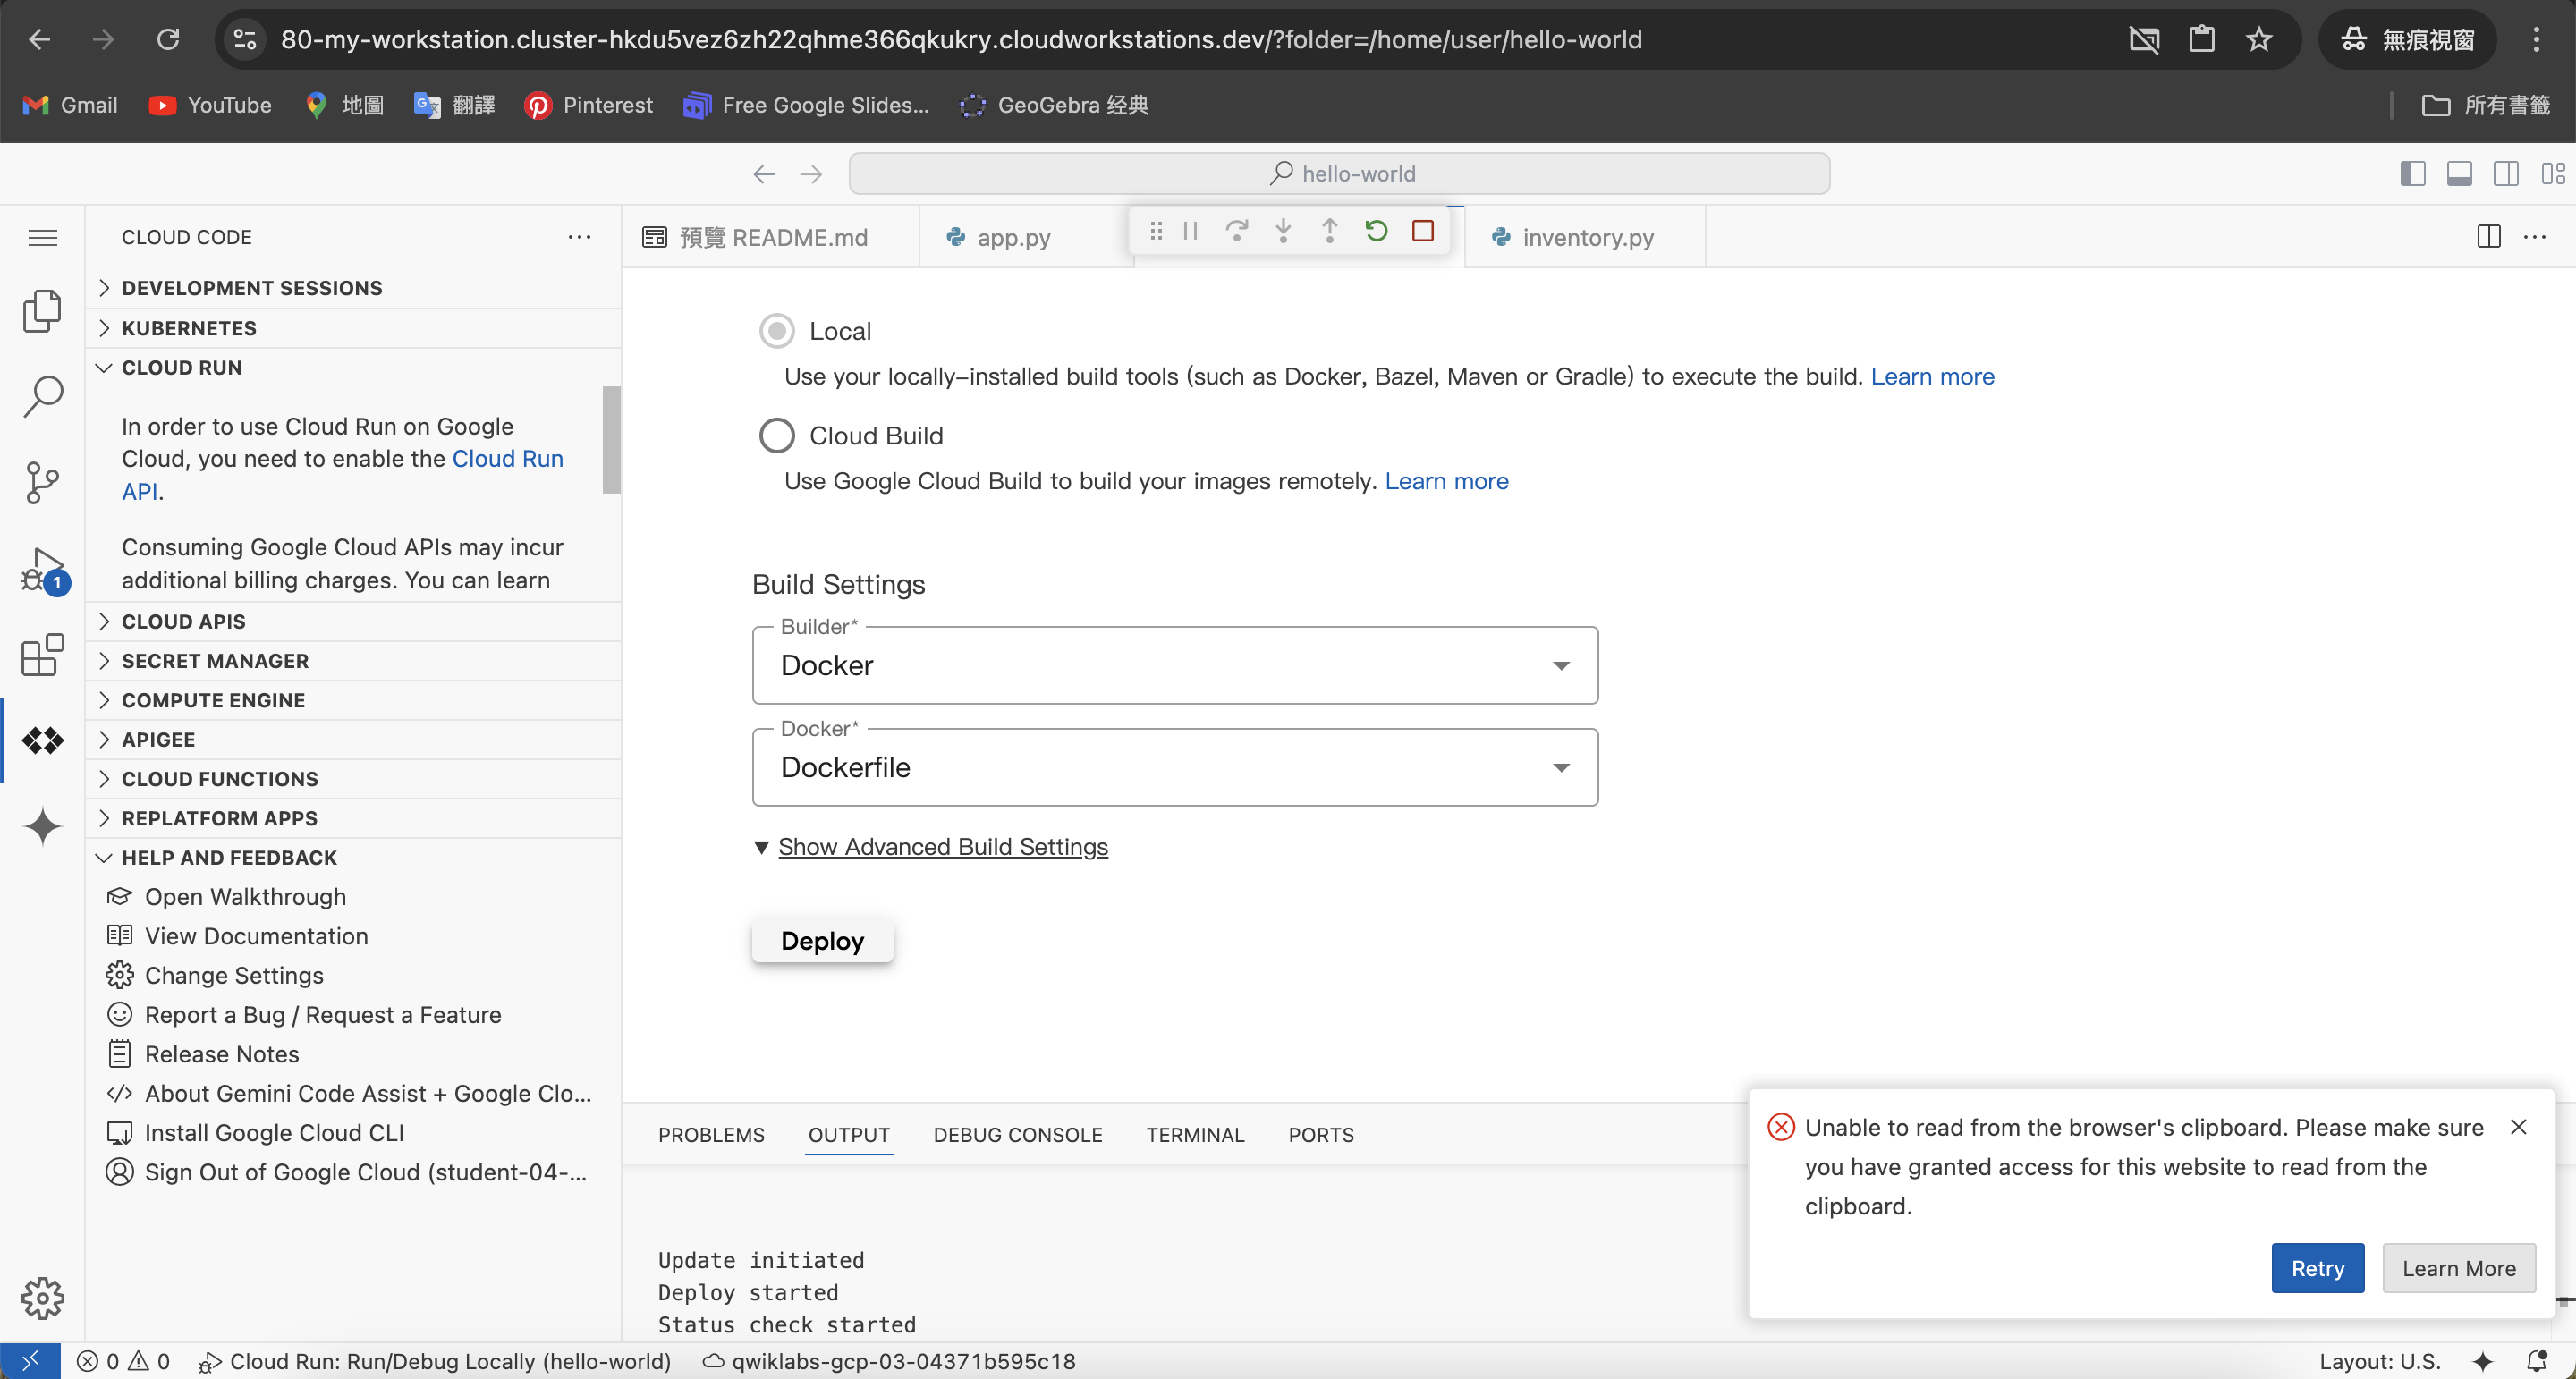 80-my-workstation.cluster-hkdu5vez6zh22qhme366qkukry.cloudworkstations.dev/?folder=/home/user/hello-world
無痕視窗
Gmail
YouTube
地圖
翻譯
Pinterest
Free Google Slides...
GeoGebra 经典
所有書籤
hello-world
CLOUD CODE
預覽 README.md
app.py
inventory.py
DEVELOPMENT SESSIONS
KUBERNETES
CLOUD RUN
In order to use Cloud Run on Google
Cloud, you need to enable the Cloud Run
API.
Consuming Google Cloud APIs may incur
additional billing charges. You can learn
1
CLOUD APIS
SECRET MANAGER
COMPUTE ENGINE
APIGEE
CLOUD FUNCTIONS
REPLATFORM APPS
HELP AND FEEDBACK
Open Walkthrough
View Documentation
Change Settings
Report a Bug / Request a Feature
Release Notes
About Gemini Code Assist + Google Clo...
Install Google Cloud CLI
Sign Out of Google Cloud (student-04-...
Local
Use your locally-installed build tools (such as Docker, Bazel, Maven or Gradle) to execute the build. Learn more
Cloud Build
Use Google Cloud Build to build your images remotely. Learn more
Build Settings
Builder*
Docker
Docker*
Dockerfile
Show Advanced Build Settings
Deploy
PROBLEMS
OUTPUT
DEBUG CONSOLE
TERMINAL
PORTS
Update initiated
Deploy started
Status check started
Unable to read from the browser's clipboard. Please make sure
you have granted access for this website to read from the
clipboard.
Retry
Learn More
0
0
Cloud Run: Run/Debug Locally (hello-world)
qwiklabs-gcp-03-04371b595c18
Layout: U.S.